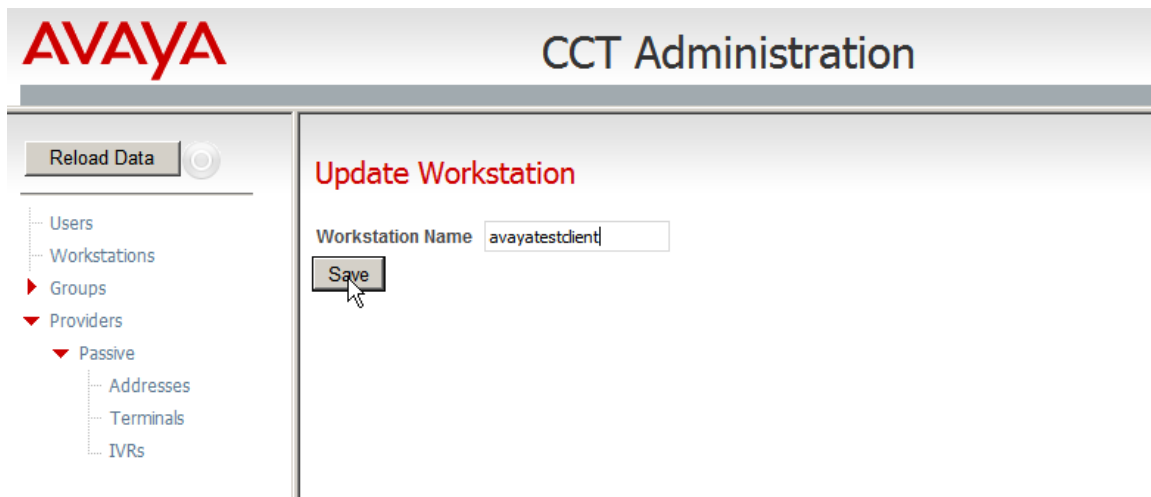 AVAYA
CCT Administration
Reload Data
Users
Workstations
Groups
Providers
Passive
Addresses
Terminals
IVRs
Update Workstation
Workstation Name avayatestclient
Save